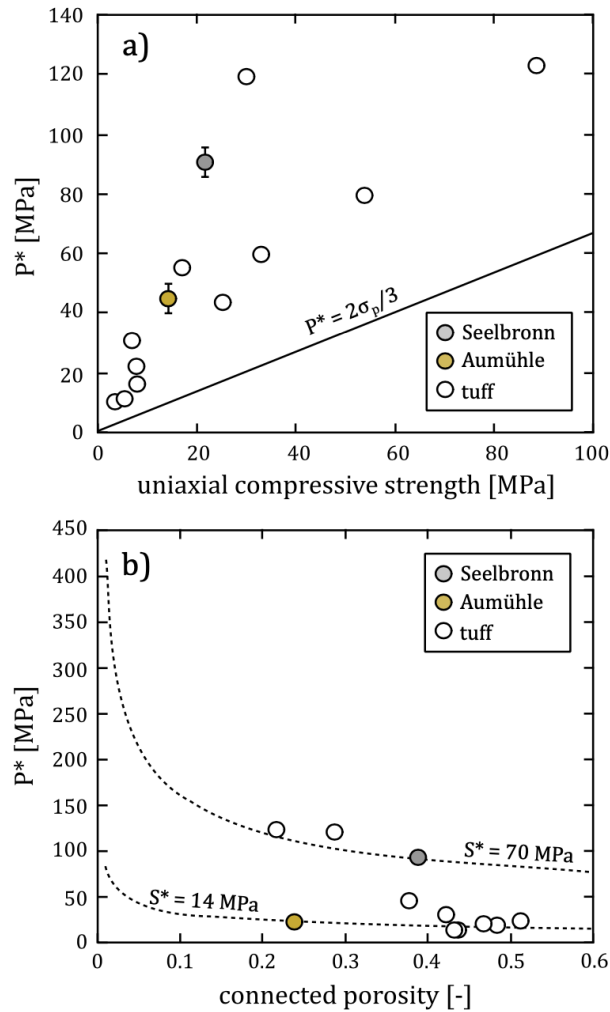 a)
P* [MPa]
140
120
100
80
60
40
20
0
P* = 2σp/3
Seelbronn
Aumühle
tuff
0 20 40 60 80 100
uniaxial compressive strength [MPa]
b)
P* [MPa]
450
400
350
300
250
200
150
100
50
0
Seelbronn
Aumühle
tuff
S* = 70 MPa
S* = 14 MPa
0 0.1 0.2 0.3 0.4 0.5 0.6
connected porosity [-]